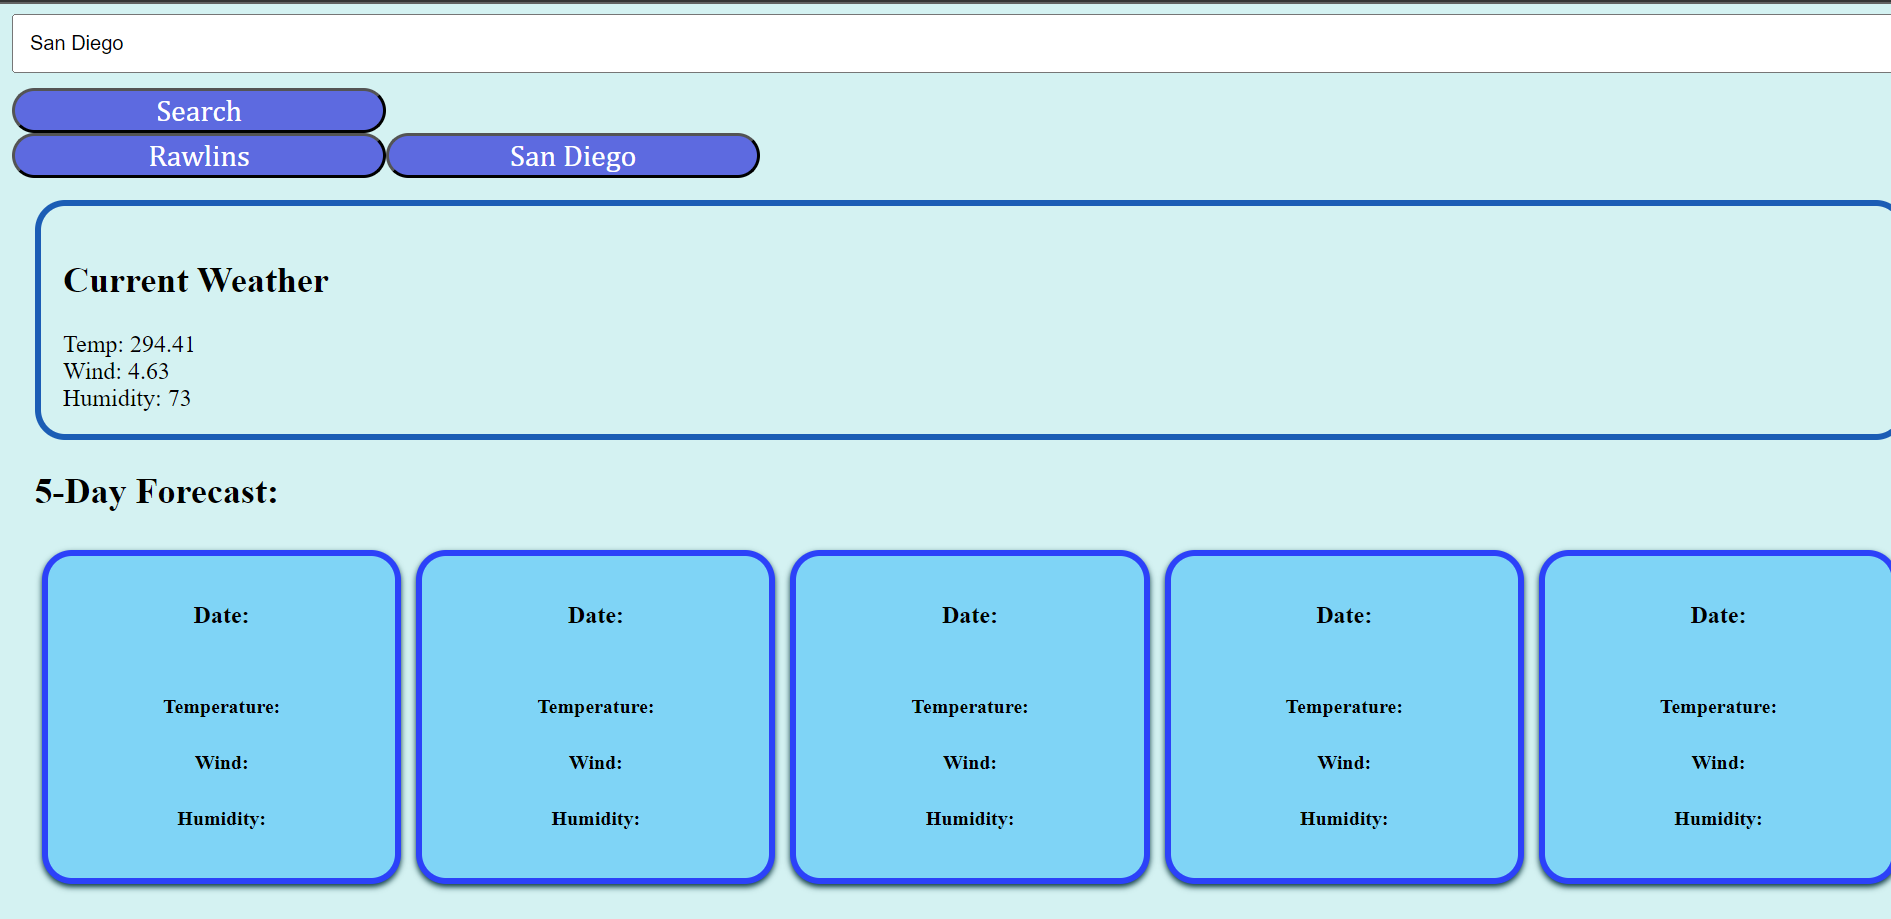 San Diego
Search
Rawlins San Diego
Current Weather
Temp: 294.41
Wind: 4.63
Humidity: 73
5-Day Forecast:
Date: Date: Date: Date: Date:
Temperature: Temperature: Temperature: Temperature: Temperature:
Wind: Wind: Wind: Wind: Wind:
Humidity: Humidity: Humidity: Humidity: Humidity: